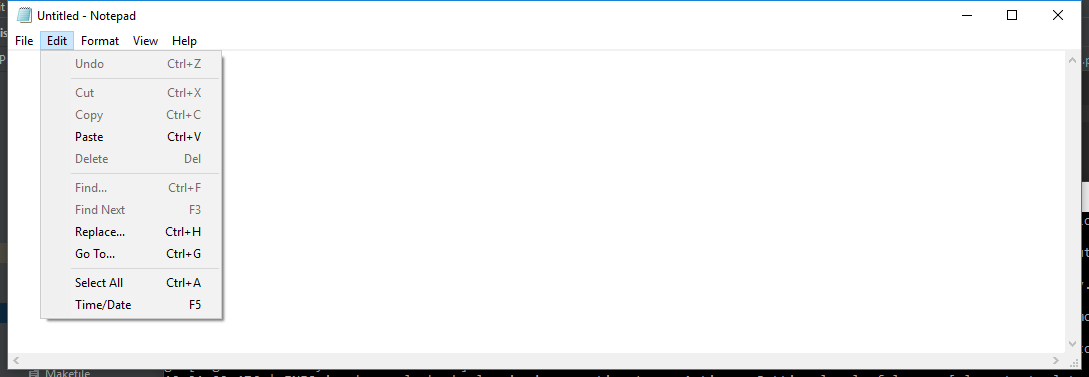 Untitled - Notepad
File Edit Format View Help
Undo Ctrl+Z
Cut Ctrl+X
Copy Ctrl+C
Paste Ctrl+V
Delete Del
Find... Ctrl+F
Find Next F3
Replace... Ctrl+H
Go To... Ctrl+G
Select All Ctrl+A
Time/Date F5
Makefile